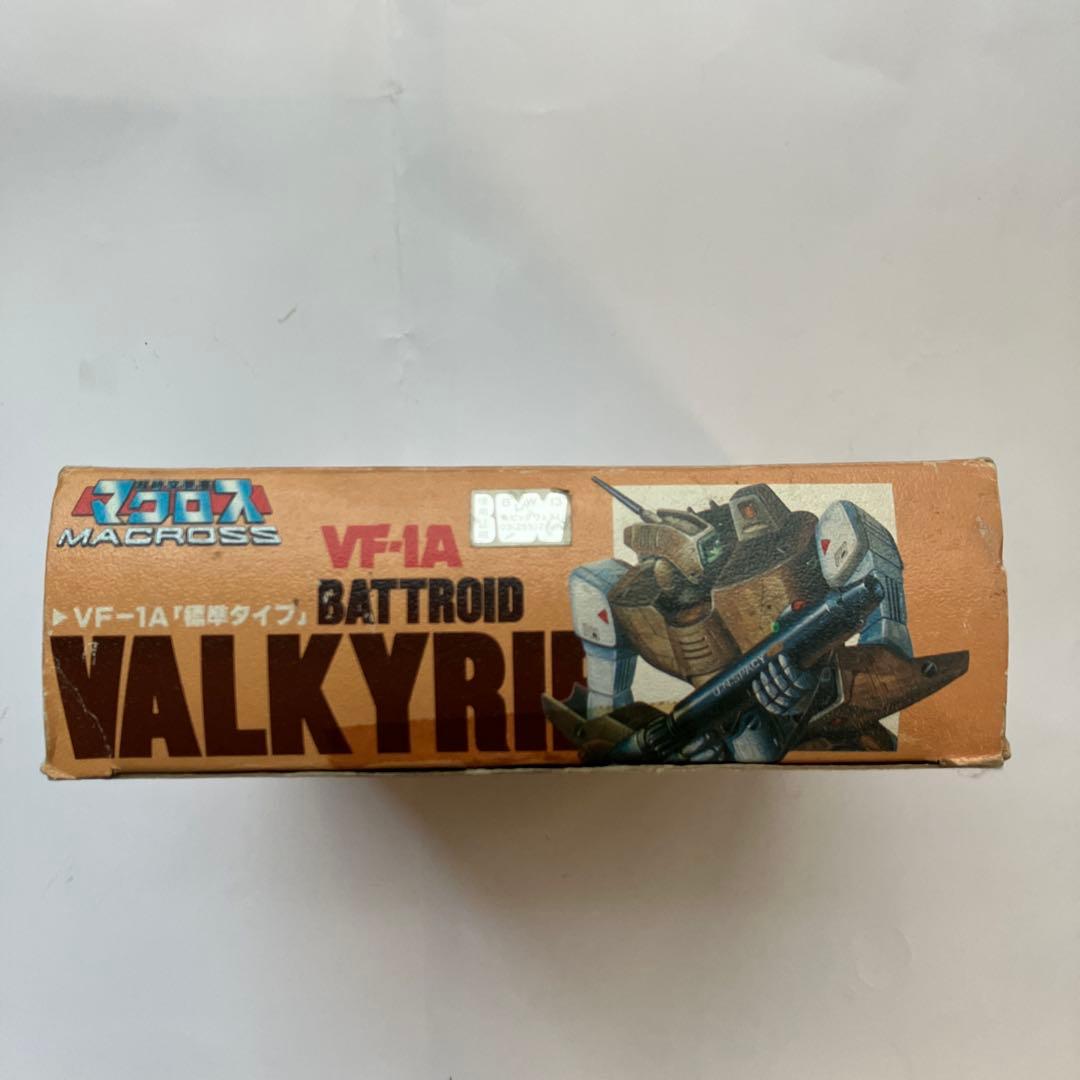 超時空要塞
マクロス
MACROSS
VF-1A
▶VF-1A「標準タイプ」
BATTROID
VALKYRIE